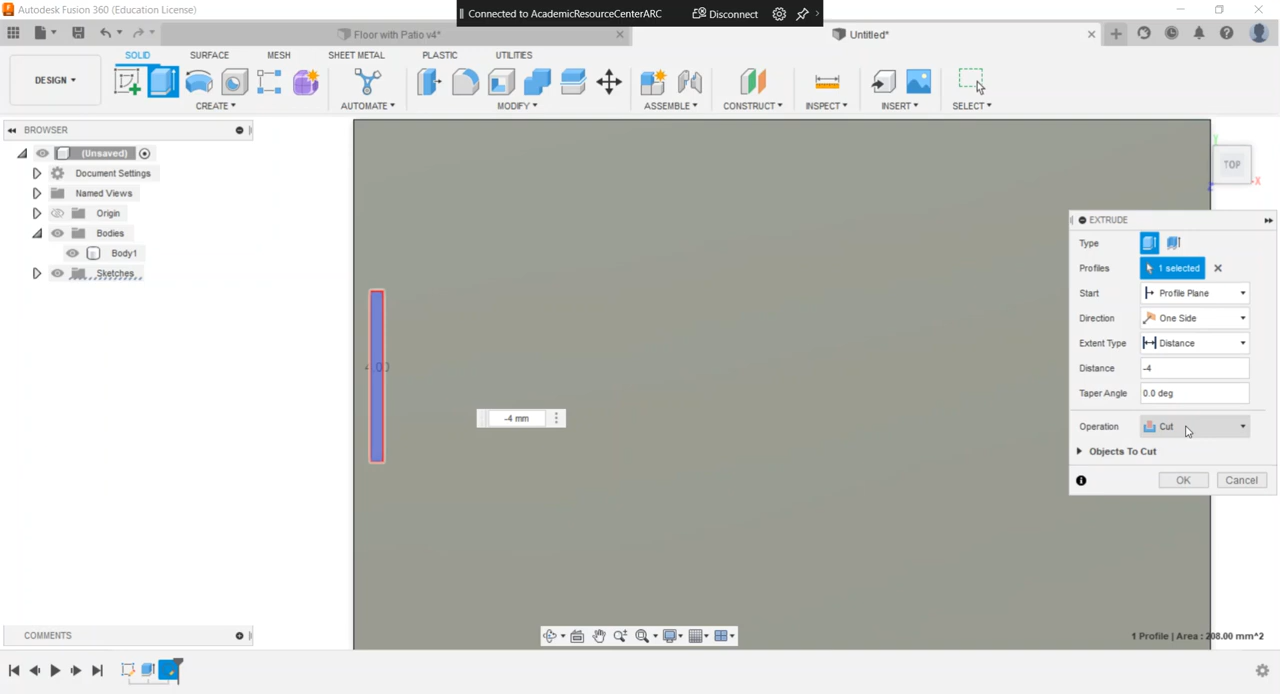 Autodesk Fusion 360 (Education License)
Connected to AcademicResourceCenterARC
Disconnect
Floor with Patio v4*
Untitled*
DESIGN
SOLID
SURFACE
MESH
SHEET METAL
PLASTIC
UTILITIES
CREATE
AUTOMATE
MODIFY
ASSEMBLE
CONSTRUCT
INSPECT
INSERT
SELECT
BROWSER
(Unsaved)
Document Settings
Named Views
Origin
Bodies
Body1
Sketches
Y
TOP
X
Z
4.00
-4 mm
EXTRUDE
Type
Profiles 1 selected
Start Profile Plane
Direction One Side
Extent Type Distance
Distance -4
Taper Angle 0.0 deg
Operation Cut
Objects To Cut
OK Cancel
COMMENTS
1 Profile | Area : 208.00 mm^2